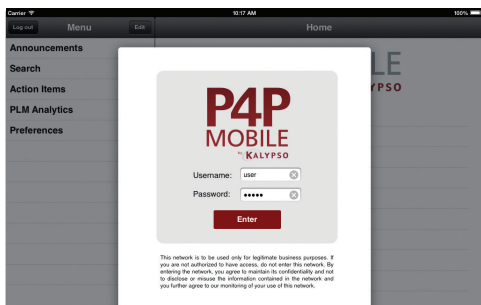 Carrier 10:17 AM 100%
Log out Menu Edit Home
Announcements
Search
Action Items
PLM Analytics
Preferences
LE
YPSO
P4P
MOBILE
by KALYPSO
Username: user
Password: •••••
Enter
This network is to be used only for legitimate business purposes. If
you are not authorized to have access, do not enter this network. By
entering the network, you agree to maintain its confidentiality and not
to disclose or misuse the information contained in the network and
you further agree to our monitoring of your use of this network.